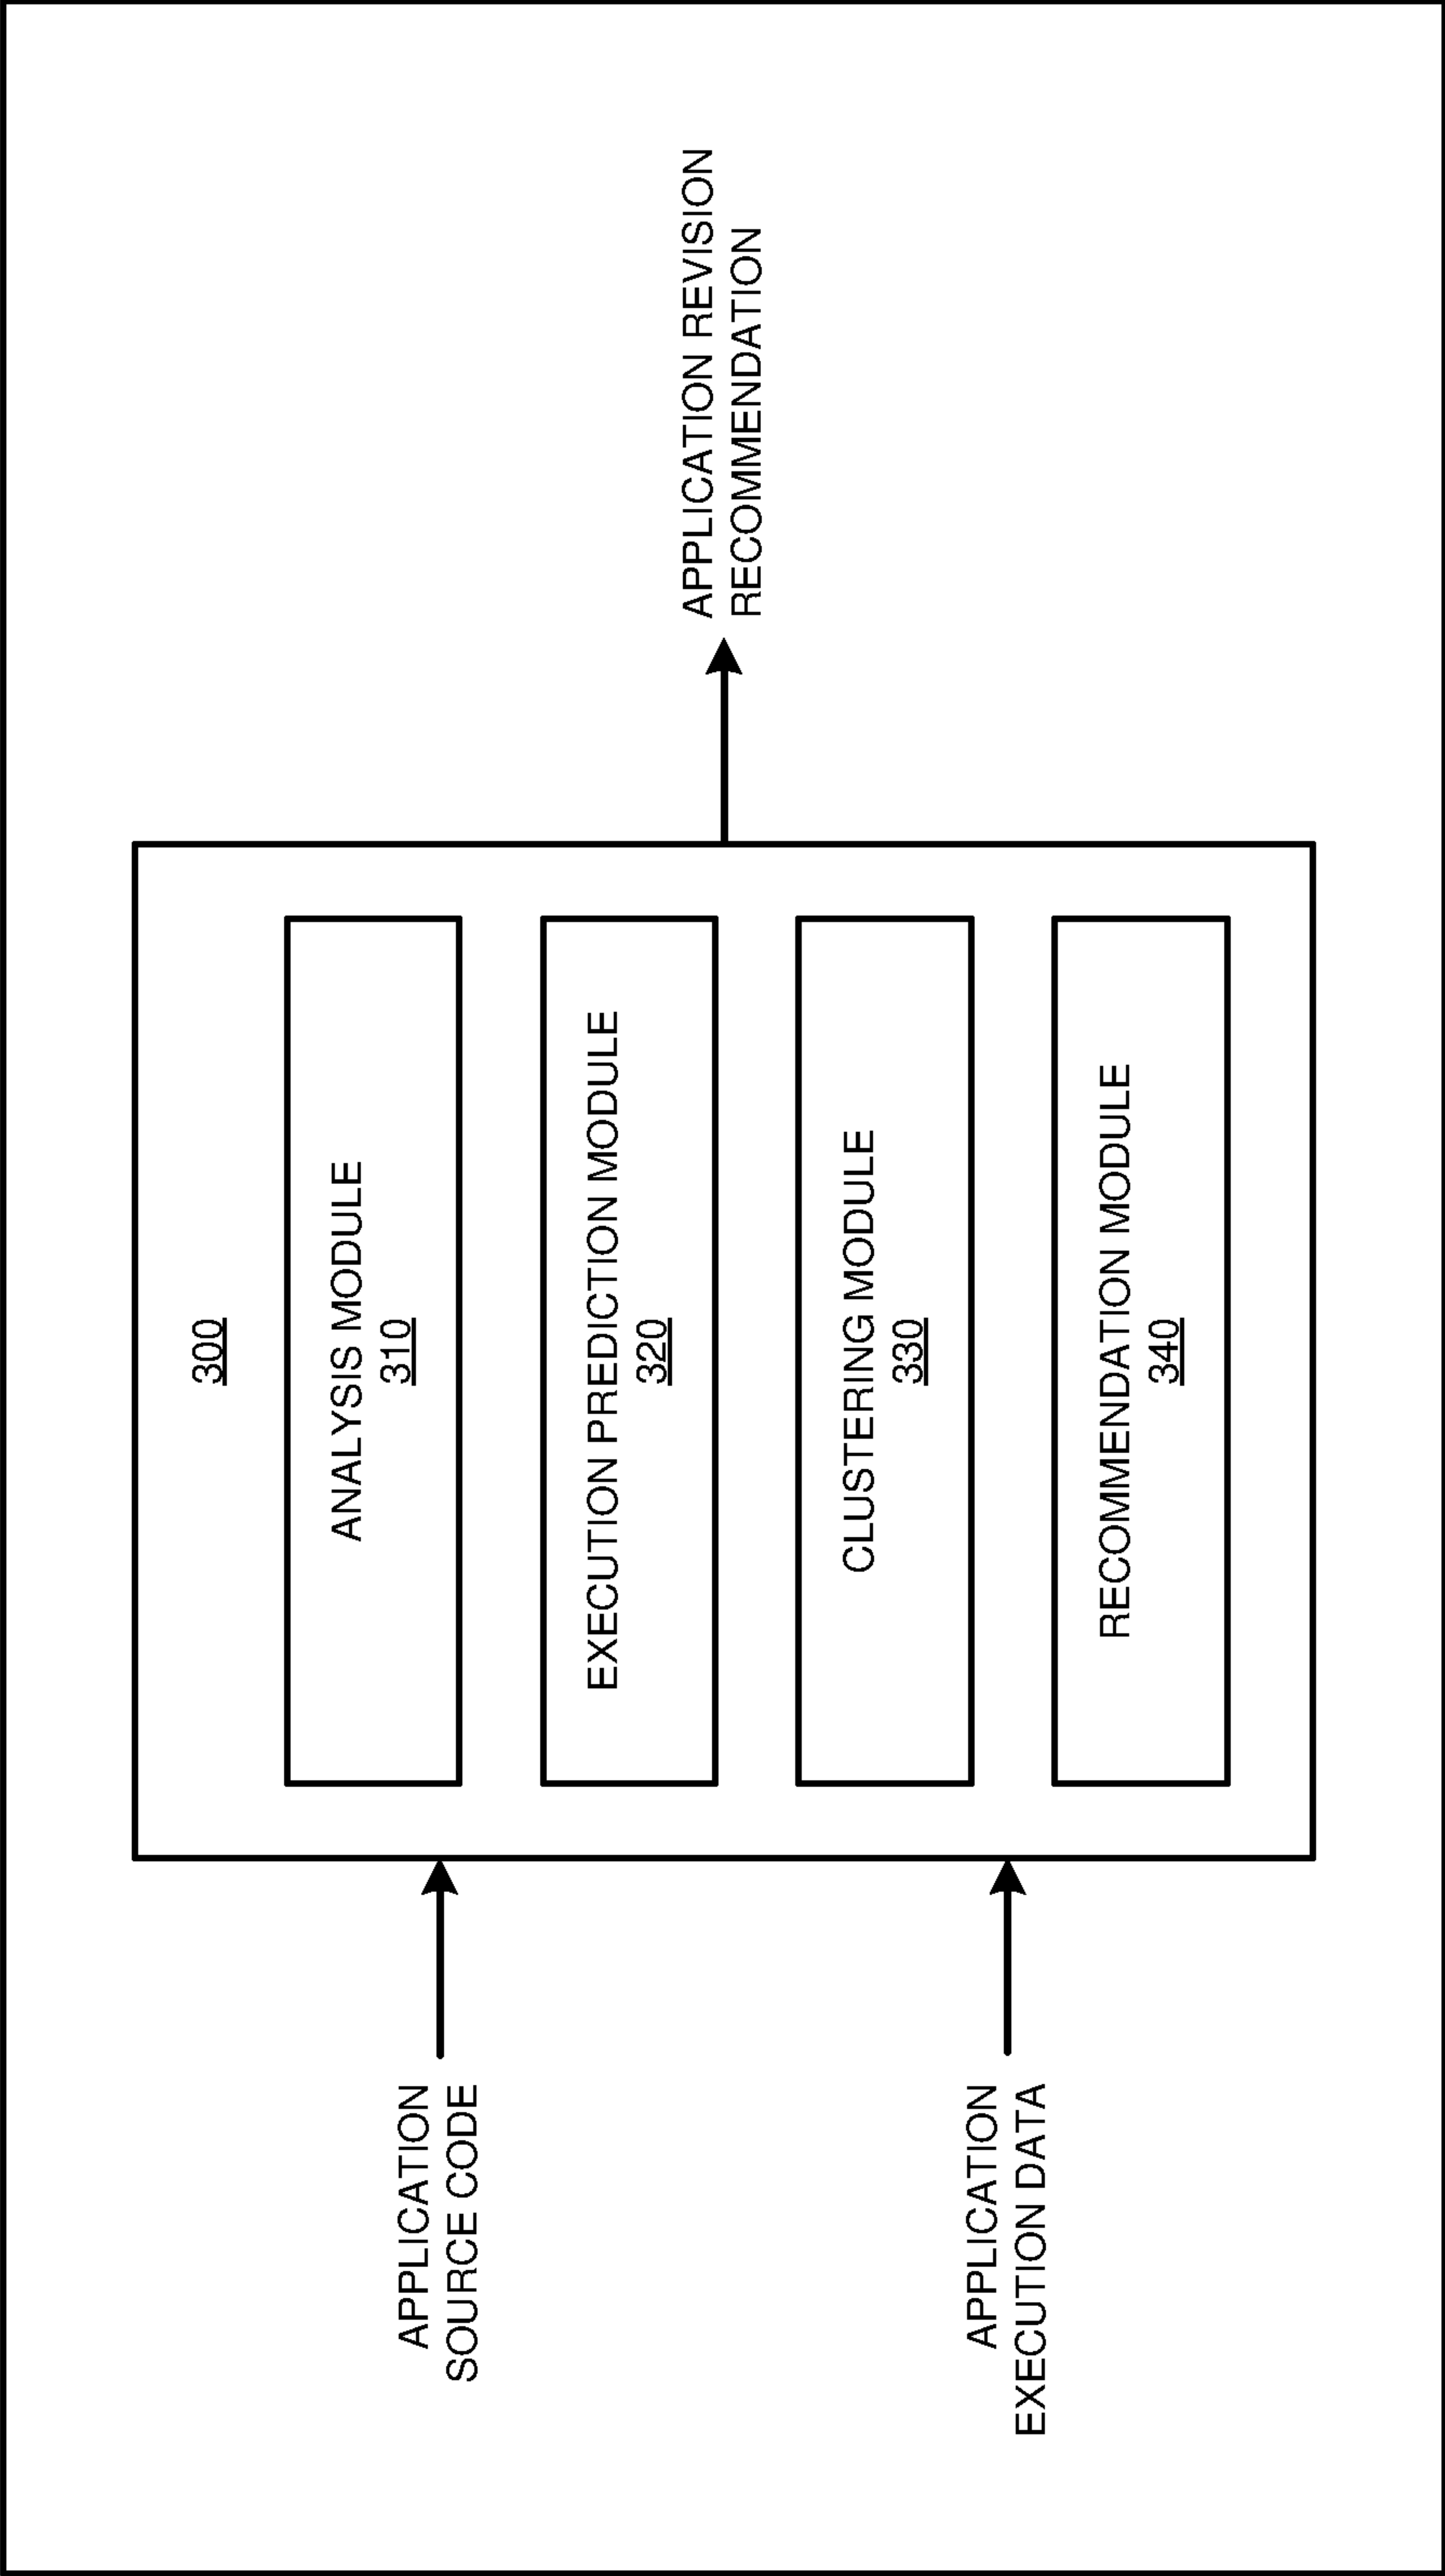 300
APPLICATION
SOURCE CODE
APPLICATION
EXECUTION DATA
ANALYSIS MODULE
310
EXECUTION PREDICTION MODULE
320
CLUSTERING MODULE
330
RECOMMENDATION MODULE
340
APPLICATION REVISION
RECOMMENDATION